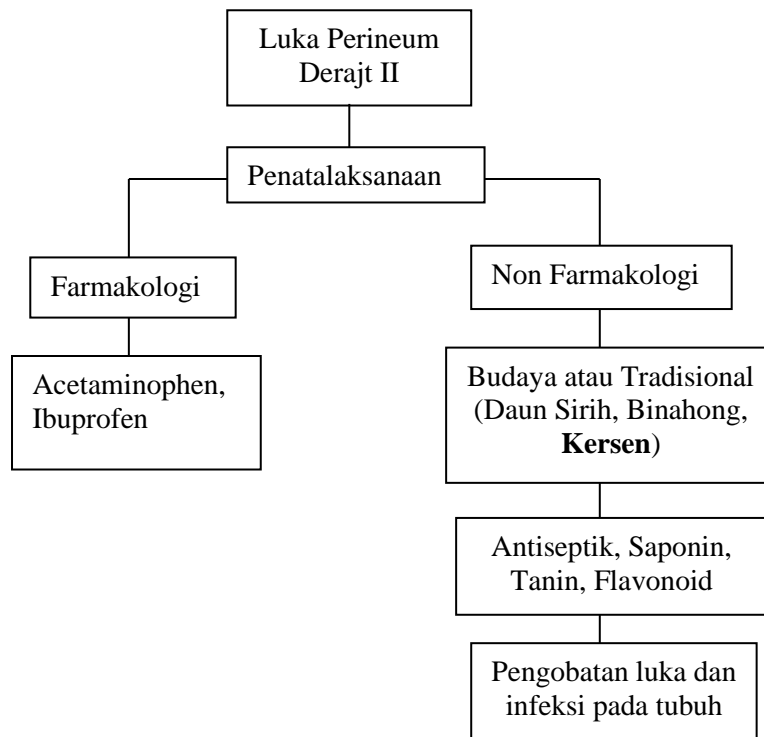 Luka Perineum
Derajt II
Penatalaksanaan
Farmakologi
Non Farmakologi
Acetaminophen,
Ibuprofen
Budaya atau Tradisional
(Daun Sirih, Binahong,
Kersen)
Antiseptik, Saponin,
Tanin, Flavonoid
Pengobatan luka dan
infeksi pada tubuh